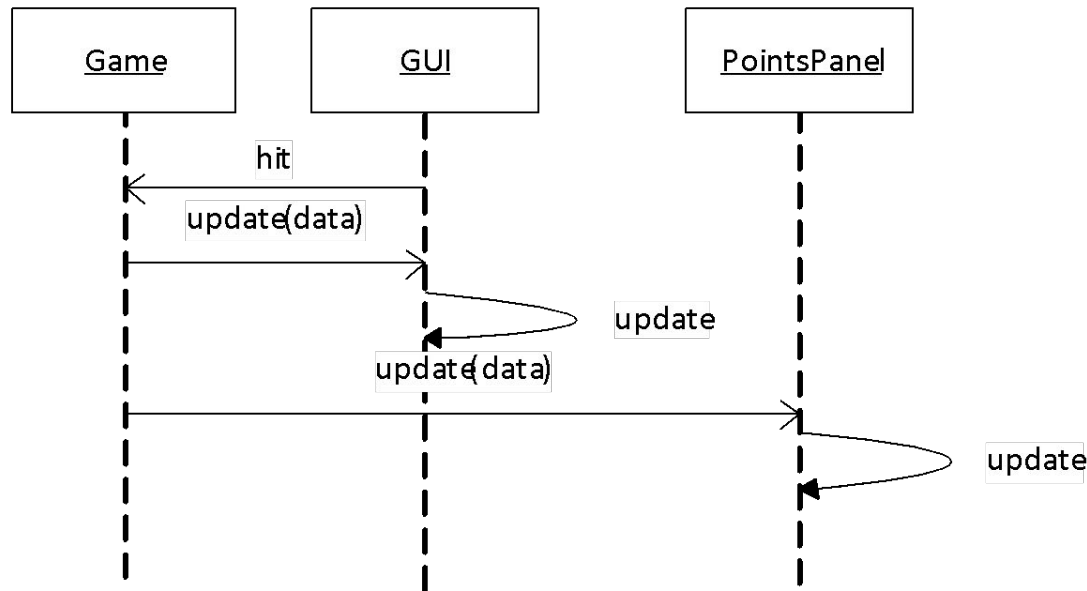 Game
GUI
PointsPanel
hit
update(data)
update
update(data)
update